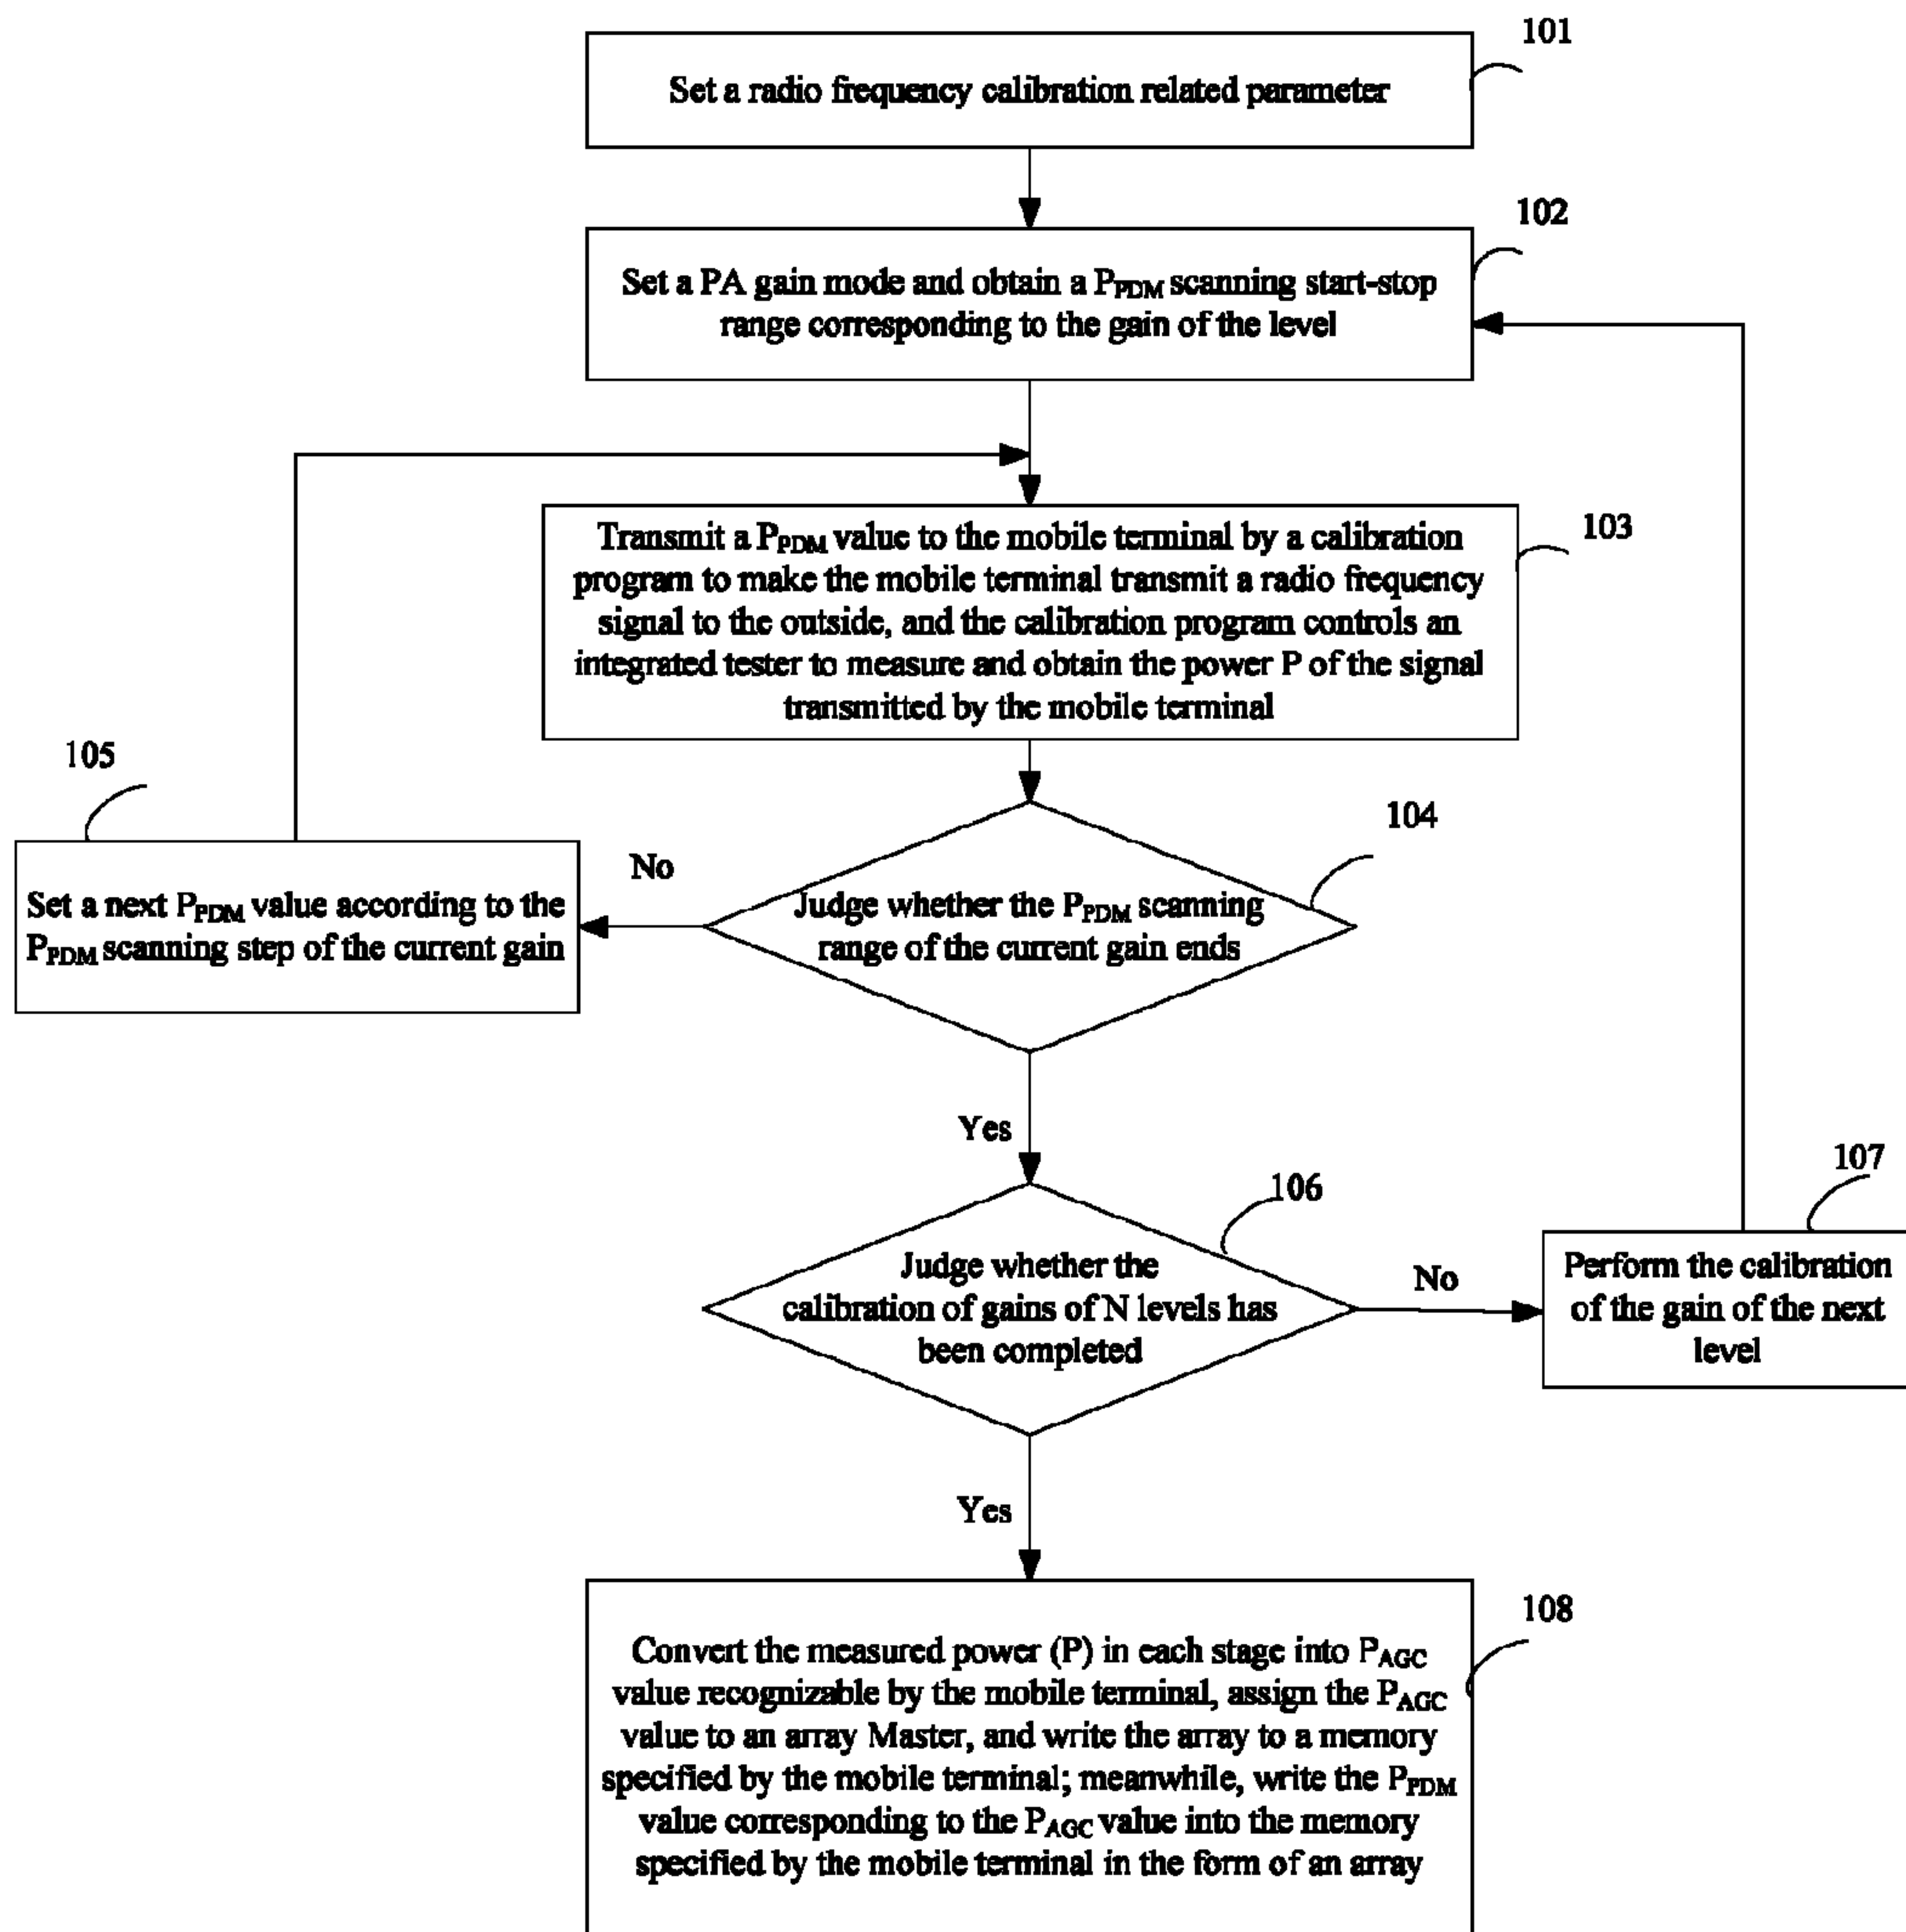 101
Set a radio frequency calibration related parameter
102
Set a PA gain mode and obtain a PPDM scanning start-stop
range corresponding to the gain of the level
103
Transmit a PPDM value to the mobile terminal by a calibration
program to make the mobile terminal transmit a radio frequency
signal to the outside, and the calibration program controls an
integrated tester to measure and obtain the power P of the signal
transmitted by the mobile terminal
104
Judge whether the PPDM scanning
range of the current gain ends
No
105
Set a next PPDM value according to the
PPDM scanning step of the current gain
Yes
106
Judge whether the
calibration of gains of N levels has
been completed
No
107
Perform the calibration
of the gain of the next
level
Yes
108
Convert the measured power (P) in each stage into PAGC
value recognizable by the mobile terminal, assign the PAGC
value to an array Master, and write the array to a memory
specified by the mobile terminal; meanwhile, write the PPDM
value corresponding to the PAGC value into the memory
specified by the mobile terminal in the form of an array